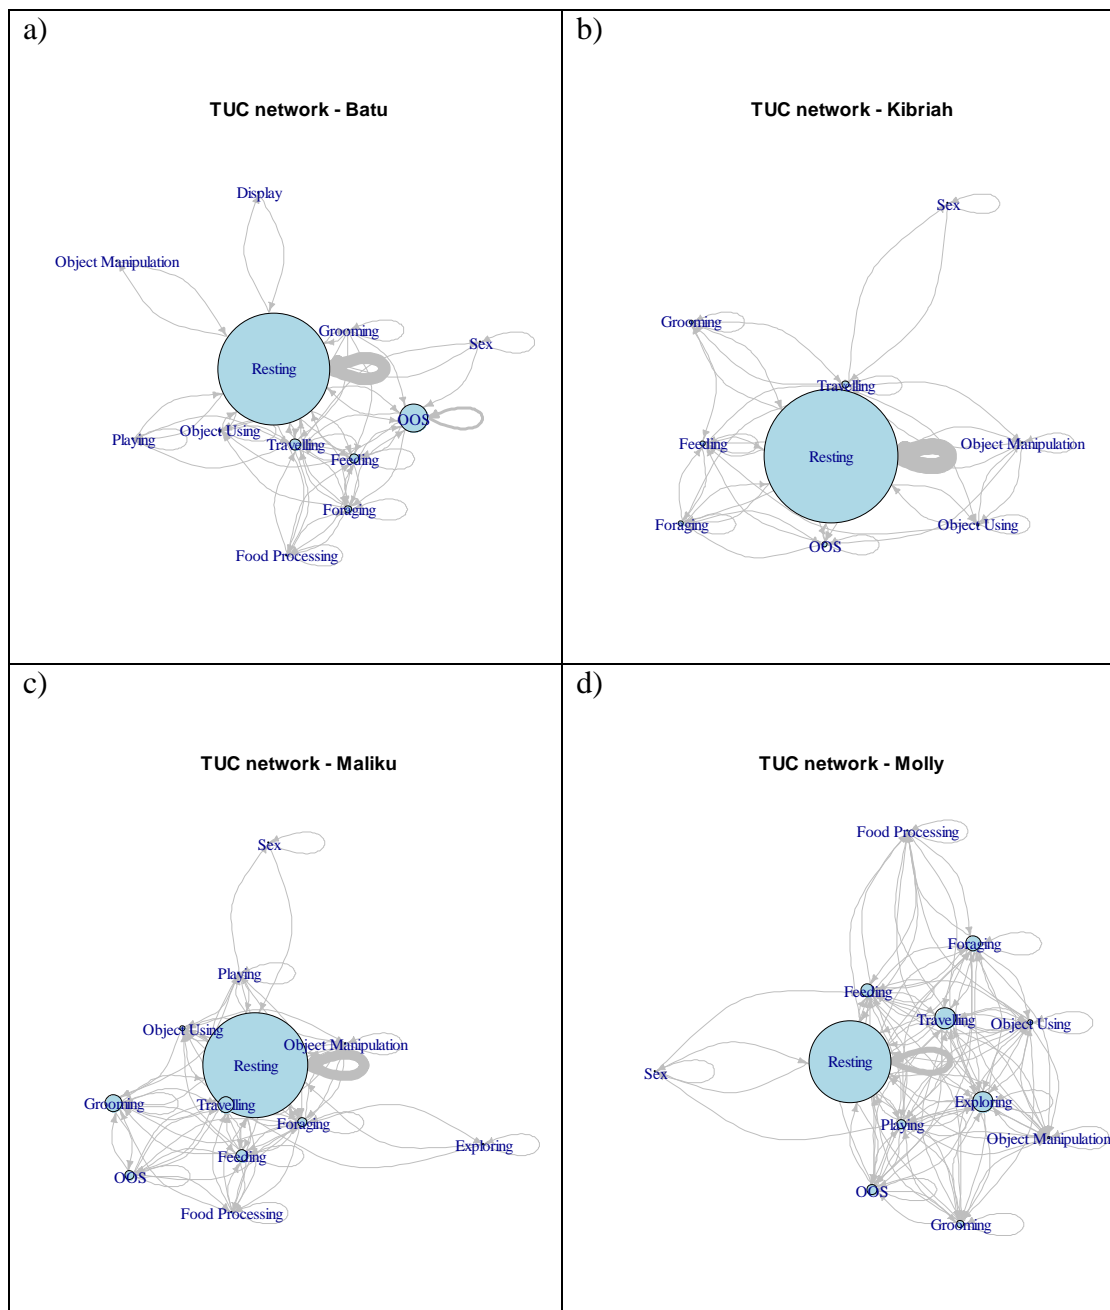 a)
TUC network - Batu
Display
Object Manipulation
Grooming
Sex
Resting
OOS
Playing
Object Using
Travelling
Feeding
Foraging
Food Processing
b)
TUC network - Kibriah
Sex
Grooming
Travelling
Feeding
Resting
Object Manipulation
Foraging
Object Using
OOS
c)
TUC network - Maliku
Sex
Playing
Object Using
Object Manipulation
Resting
Grooming
Travelling
Foraging
Exploring
Feeding
OOS
Food Processing
d)
TUC network - Molly
Food Processing
Foraging
Feeding
Travelling
Object Using
Resting
Sex
Exploring
Playing
Object Manipulation
OOS
Grooming